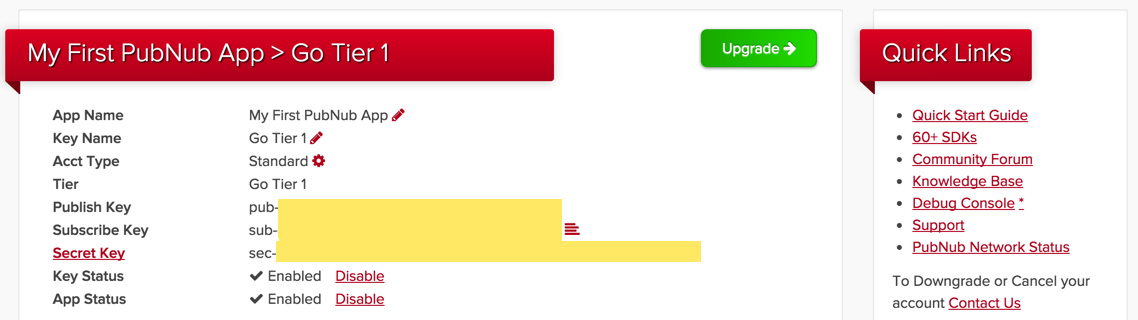 My First PubNub App > Go Tier 1
Upgrade
App Name My First PubNub App
Key Name Go Tier 1
Acct Type Standard
Tier Go Tier 1
Publish Key pub-
Subscribe Key sub-
Secret Key sec-
Key Status Enabled Disable
App Status Enabled Disable
Quick Links
Quick Start Guide
60+ SDKs
Community Forum
Knowledge Base
Debug Console *
Support
PubNub Network Status
To Downgrade or Cancel your
account Contact Us